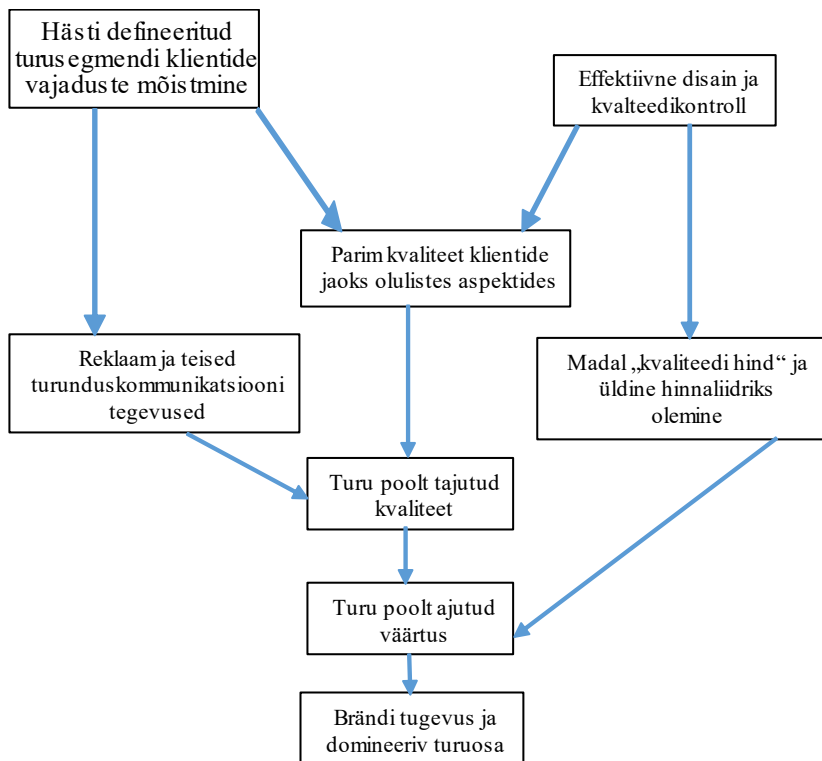 Hästi defineeritud
turusegmendi klientide
vajaduste mõistmine
Effektiivne disain ja
kvalteedikontroll
Parim kvaliteet klientide
jaoks olulistes aspektides
Reklaam ja teised
turunduskommunikatsiooni
tegevused
Madal „kvaliteedi hind“ ja
üldine hinnaliidriks
olemine
Turu poolt tajutud
kvaliteet
Turu poolt ajutud
väärtus
Brändi tugevus ja
domineeriv turuosa